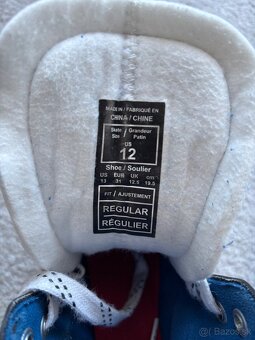 MADE IN / FABRIQUÉ EN
CHINA / CHINE
Skate / Grandeur
Size / Patin
US
12
Shoe / Soulier
US EUR UK cm
13 31 12.5 19.5
FIT / AJUSTEMENT
REGULAR
RÉGULIER